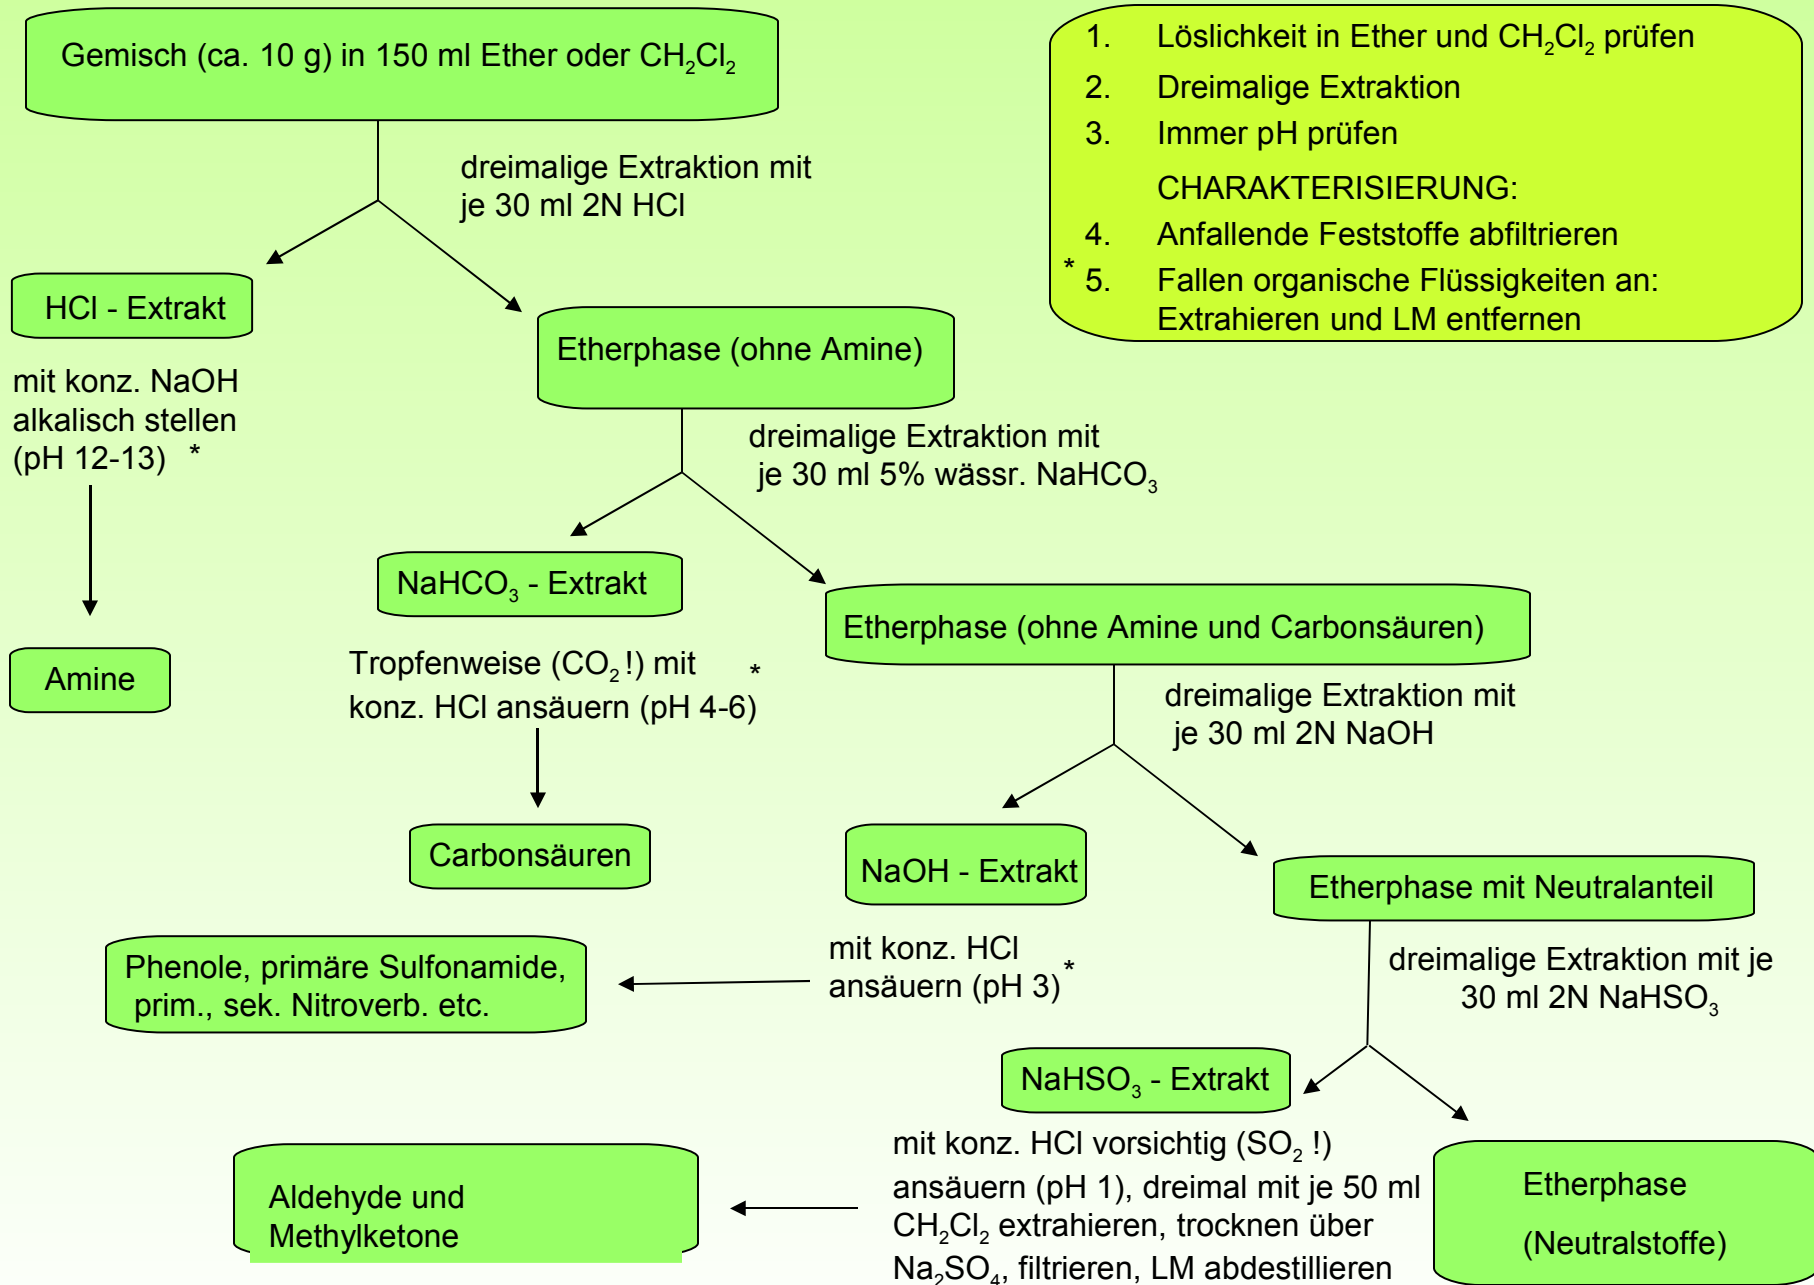 Gemisch (ca. 10 g) in 150 ml Ether oder CH₂Cl₂
1. Löslichkeit in Ether und CH₂Cl₂ prüfen
2. Dreimalige Extraktion
3. Immer pH prüfen
CHARAKTERISIERUNG:
4. Anfallende Feststoffe abfiltrieren
* 5. Fallen organische Flüssigkeiten an:
Extrahieren und LM entfernen
dreimalige Extraktion mit
je 30 ml 2N HCl
HCl - Extrakt
Etherphase (ohne Amine)
mit konz. NaOH
alkalisch stellen
(pH 12-13) *
dreimalige Extraktion mit
je 30 ml 5% wässr. NaHCO₃
NaHCO₃ - Extrakt
Etherphase (ohne Amine und Carbonsäuren)
Amine
Tropfenweise (CO₂ !) mit *
konz. HCl ansäuern (pH 4-6)
dreimalige Extraktion mit
je 30 ml 2N NaOH
Carbonsäuren
NaOH - Extrakt
Etherphase mit Neutralanteil
Phenole, primäre Sulfonamide,
prim., sek. Nitroverb. etc.
mit konz. HCl
ansäuern (pH 3) *
dreimalige Extraktion mit je
30 ml 2N NaHSO₃
NaHSO₃ - Extrakt
Aldehyde und
Methylketone
mit konz. HCl vorsichtig (SO₂ !)
ansäuern (pH 1), dreimal mit je 50 ml
CH₂Cl₂ extrahieren, trocknen über
Na₂SO₄, filtrieren, LM abdestillieren
Etherphase
(Neutralstoffe)